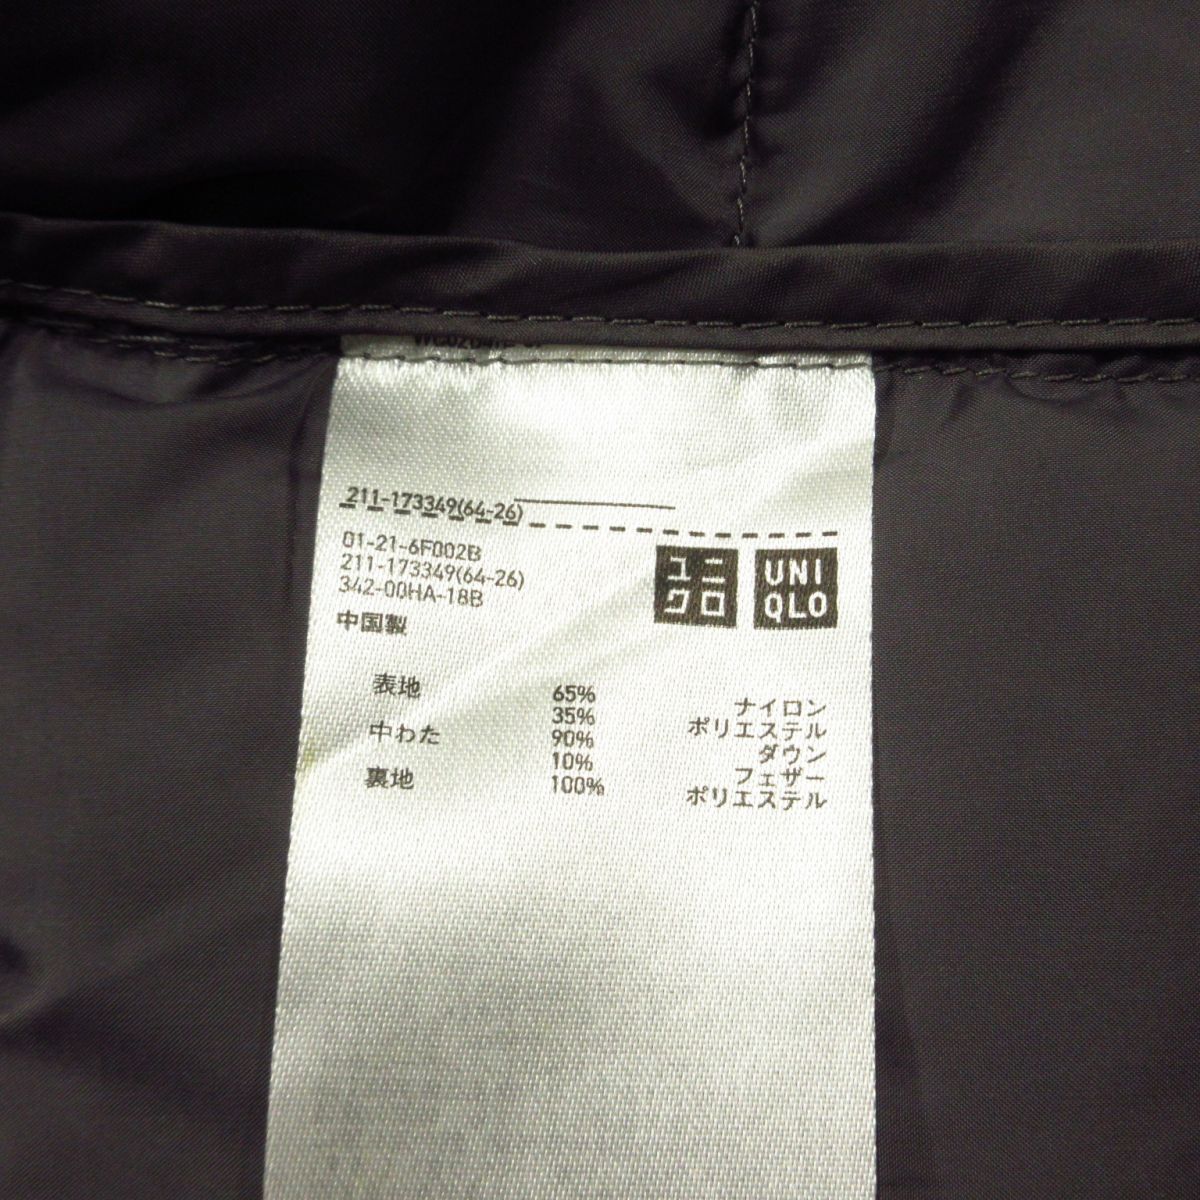 211-173349(64-26)
01-21-6F002B
211-173349(64-26)
342-00HA-18B
中国製
ユニ
クロ
UNI
QLO
表地 65% ナイロン
35% ポリエステル
中わた 90% ダウン
10% フェザー
裏地 100% ポリエステル